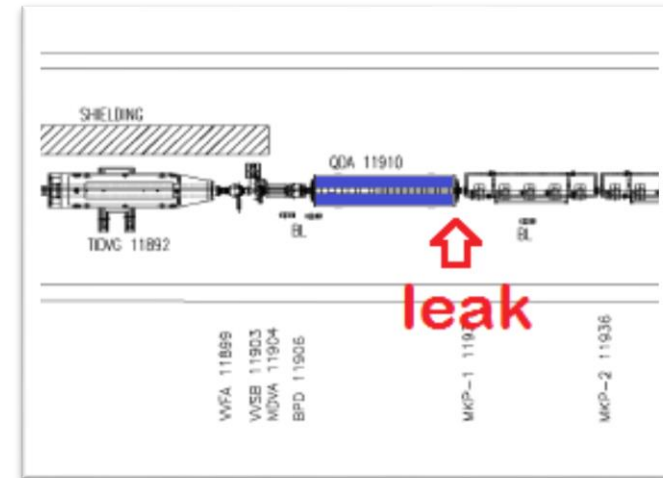 SHIELDING
QDA 11910
TIDVG 11892
BL
BL
leak
VVFA 11899
VVSB 11903
MDVA 11904
BPD 11906
MKP-1
MKP-2 11936